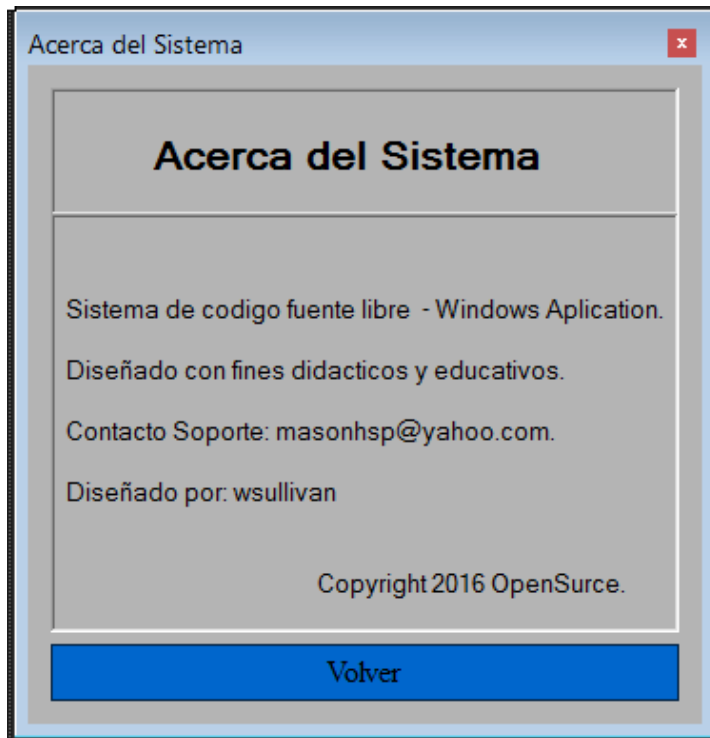 Acerca del Sistema
x
Acerca del Sistema
Sistema de codigo fuente libre  - Windows Aplication.
Diseñado con fines didacticos y educativos.
Contacto Soporte: masonhsp@yahoo.com.
Diseñado por: wsullivan
Copyright 2016 OpenSurce.
Volver